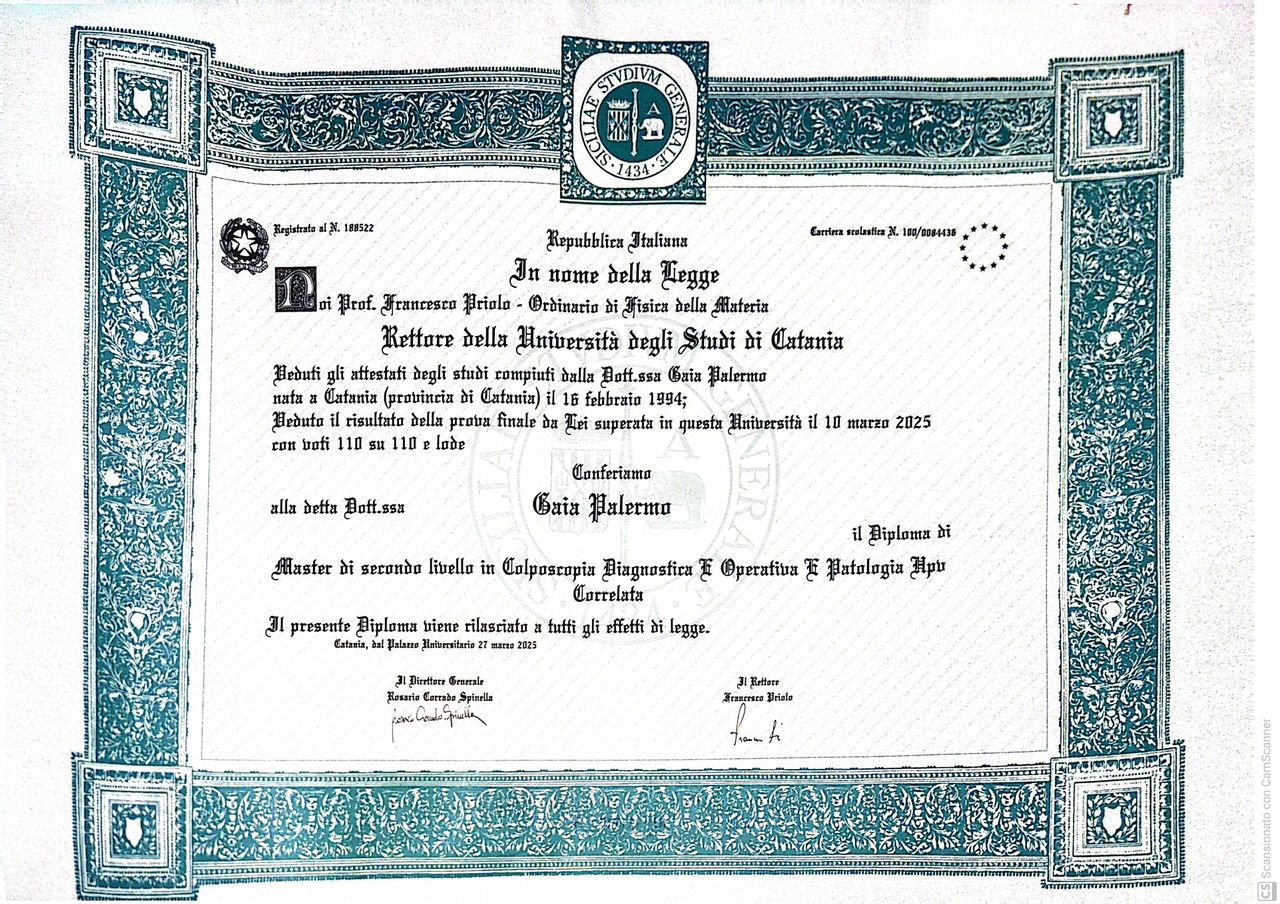 SICILIAE STVDIVM GENERALE
1434
A
Registrato al N. 188522
Carriera scolastica N. 100/0084436
Repubblica Italiana
In nome della Legge
Noi Prof. Francesco Priolo - Ordinario di Fisica della Materia
Rettore della Università degli Studi di Catania
Veduti gli attestati degli studi compiuti dalla Dott.ssa Gaia Palermo
nata a Catania (provincia di Catania) il 16 febbraio 1994;
Veduto il risultato della prova finale da Lei superata in questa Università il 10 marzo 2025
con voti 110 su 110 e lode
Conferiamo
alla detta Dott.ssa Gaia Palermo
il Diploma di
Master di secondo livello in Colposcopia Diagnostica E Operativa E Patologia Hpv
Correlata
Il presente Diploma viene rilasciato a tutti gli effetti di legge.
Catania, dal Palazzo Universitario 27 marzo 2025
Il Direttore Generale
Rosario Corrado Spinella
Il Rettore
Francesco Priolo
CS Scansionato con CamScanner